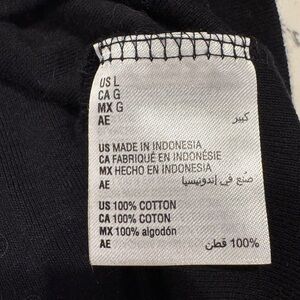 US L
CA G
MX G
AE كبير
US MADE IN INDONESIA
CA FABRIQUÉ EN INDONÉSIE
MX HECHO EN INDONESIA
AE صنع في إندونيسيا
US 100% COTTON
CA 100% COTON
MX 100% algodón
AE 100% قطن